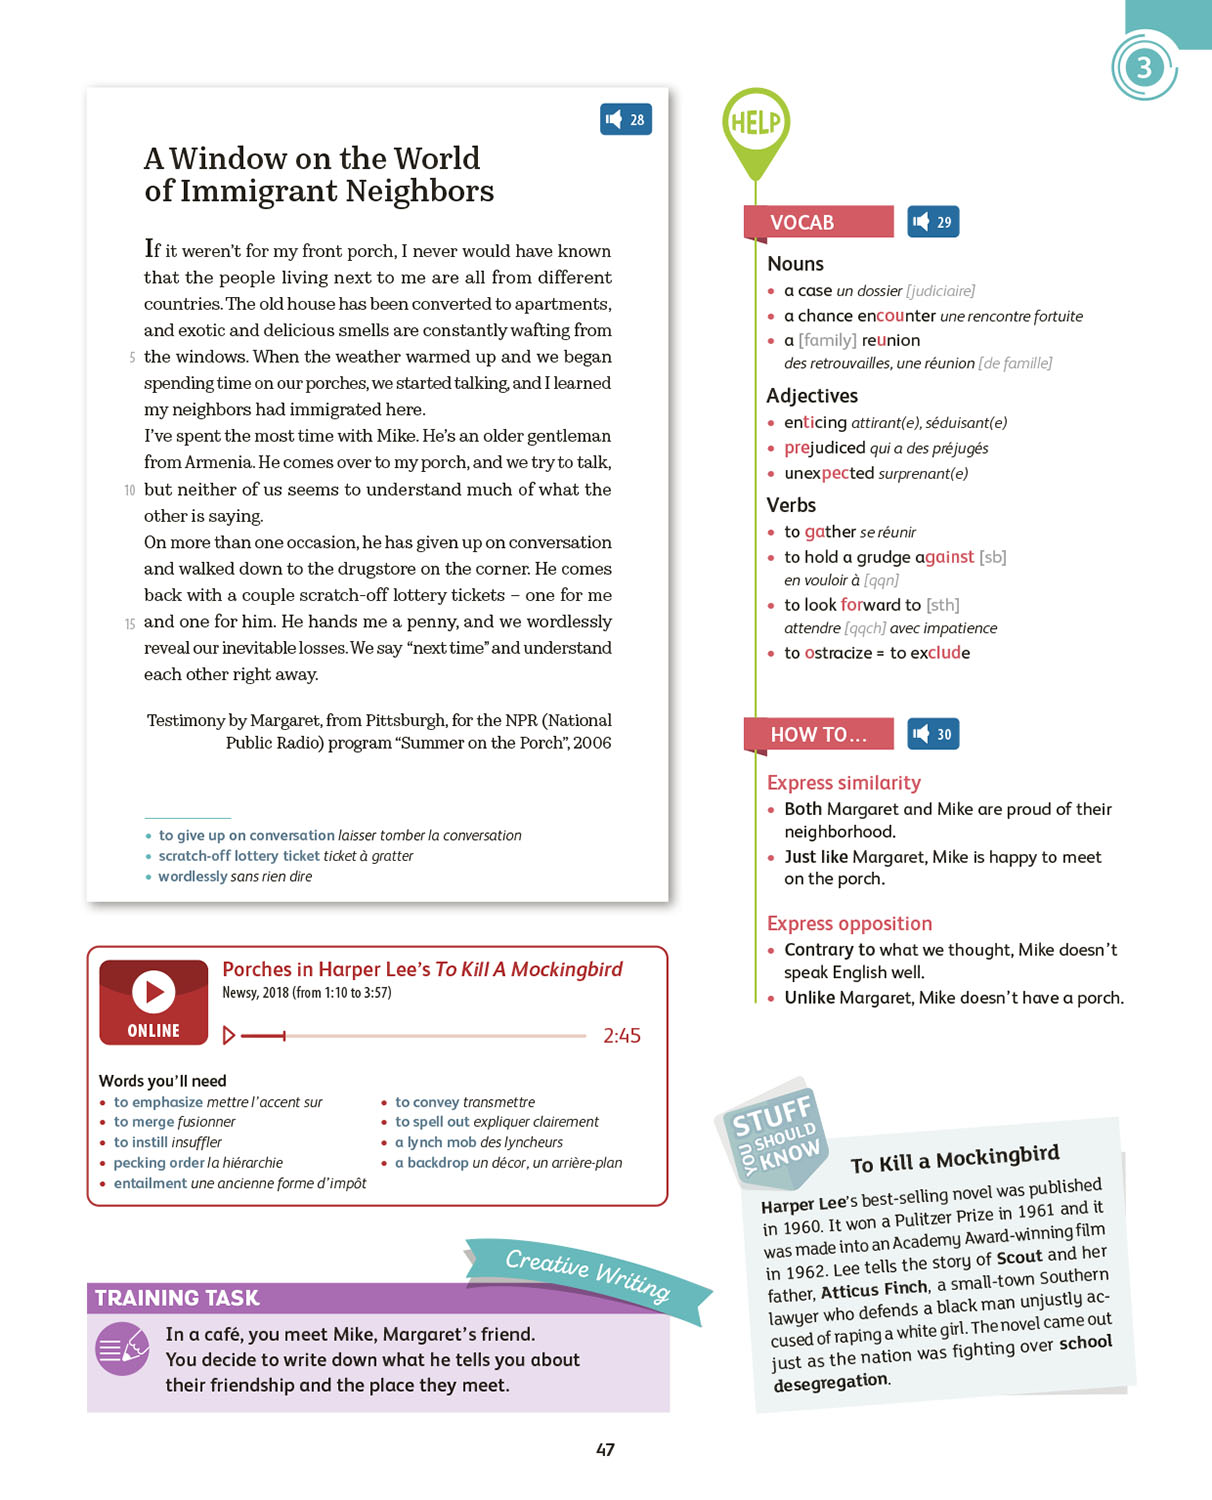 3
28
A Window on the World
of Immigrant Neighbors
If it weren't for my front porch, I never would have known
that the people living next to me are all from different
countries. The old house has been converted to apartments,
and exotic and delicious smells are constantly wafting from
5 the windows. When the weather warmed up and we began
spending time on our porches, we started talking, and I learned
my neighbors had immigrated here.
I've spent the most time with Mike. He's an older gentleman
from Armenia. He comes over to my porch, and we try to talk,
10 but neither of us seems to understand much of what the
other is saying.
On more than one occasion, he has given up on conversation
and walked down to the drugstore on the corner. He comes
back with a couple scratch-off lottery tickets – one for me
15 and one for him. He hands me a penny, and we wordlessly
reveal our inevitable losses. We say "next time" and understand
each other right away.
Testimony by Margaret, from Pittsburgh, for the NPR (National
Public Radio) program "Summer on the Porch", 2006
• to give up on conversation laisser tomber la conversation
• scratch-off lottery ticket ticket à gratter
• wordlessly sans rien dire
ONLINE
Porches in Harper Lee's To Kill A Mockingbird
Newsy, 2018 (from 1:10 to 3:57)
2:45
Words you'll need
• to emphasize mettre l'accent sur
• to merge fusionner
• to instill insuffler
• pecking order la hiérarchie
• entailment une ancienne forme d'impôt
• to convey transmettre
• to spell out expliquer clairement
• a lynch mob des lyncheurs
• a backdrop un décor, un arrière-plan
Creative Writing
TRAINING TASK
In a café, you meet Mike, Margaret's friend.
You decide to write down what he tells you about
their friendship and the place they meet.
HELP
VOCAB
29
Nouns
• a case un dossier [judiciaire]
• a chance encounter une rencontre fortuite
• a [family] reunion
des retrouvailles, une réunion [de famille]
Adjectives
• enticing attirant(e), séduisant(e)
• prejudiced qui a des préjugés
• unexpected surprenant(e)
Verbs
• to gather se réunir
• to hold a grudge against [sb]
en vouloir à [qqn]
• to look forward to [sth]
attendre [qqch] avec impatience
• to ostracize = to exclude
HOW TO...
30
Express similarity
• Both Margaret and Mike are proud of their
neighborhood.
• Just like Margaret, Mike is happy to meet
on the porch.
Express opposition
• Contrary to what we thought, Mike doesn't
speak English well.
• Unlike Margaret, Mike doesn't have a porch.
STUFF
YOU SHOULD
KNOW
To Kill a Mockingbird
Harper Lee's best-selling novel was published
in 1960. It won a Pulitzer Prize in 1961 and it
was made into an Academy Award-winning film
in 1962. Lee tells the story of Scout and her
father, Atticus Finch, a small-town Southern
lawyer who defends a black man unjustly ac-
cused of raping a white girl. The novel came out
just as the nation was fighting over school
desegregation.
47